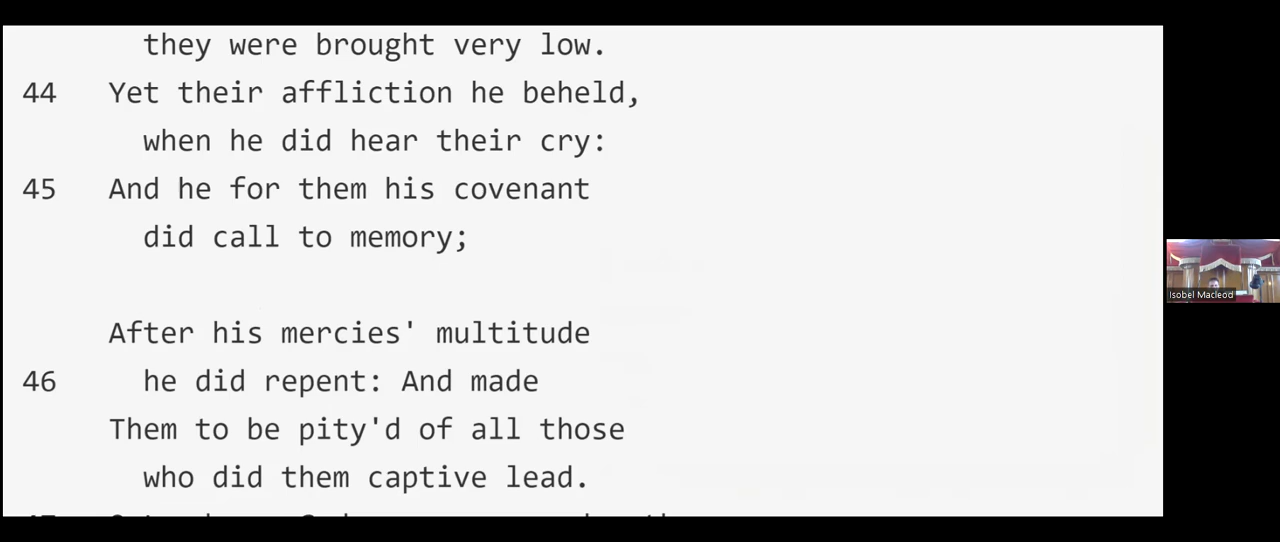 they were brought very low.
44 Yet their affliction he beheld,
when he did hear their cry:
45 And he for them his covenant
did call to memory;
After his mercies' multitude
46 he did repent: And made
Them to be pity'd of all those
who did them captive lead.
Isobel Macleod